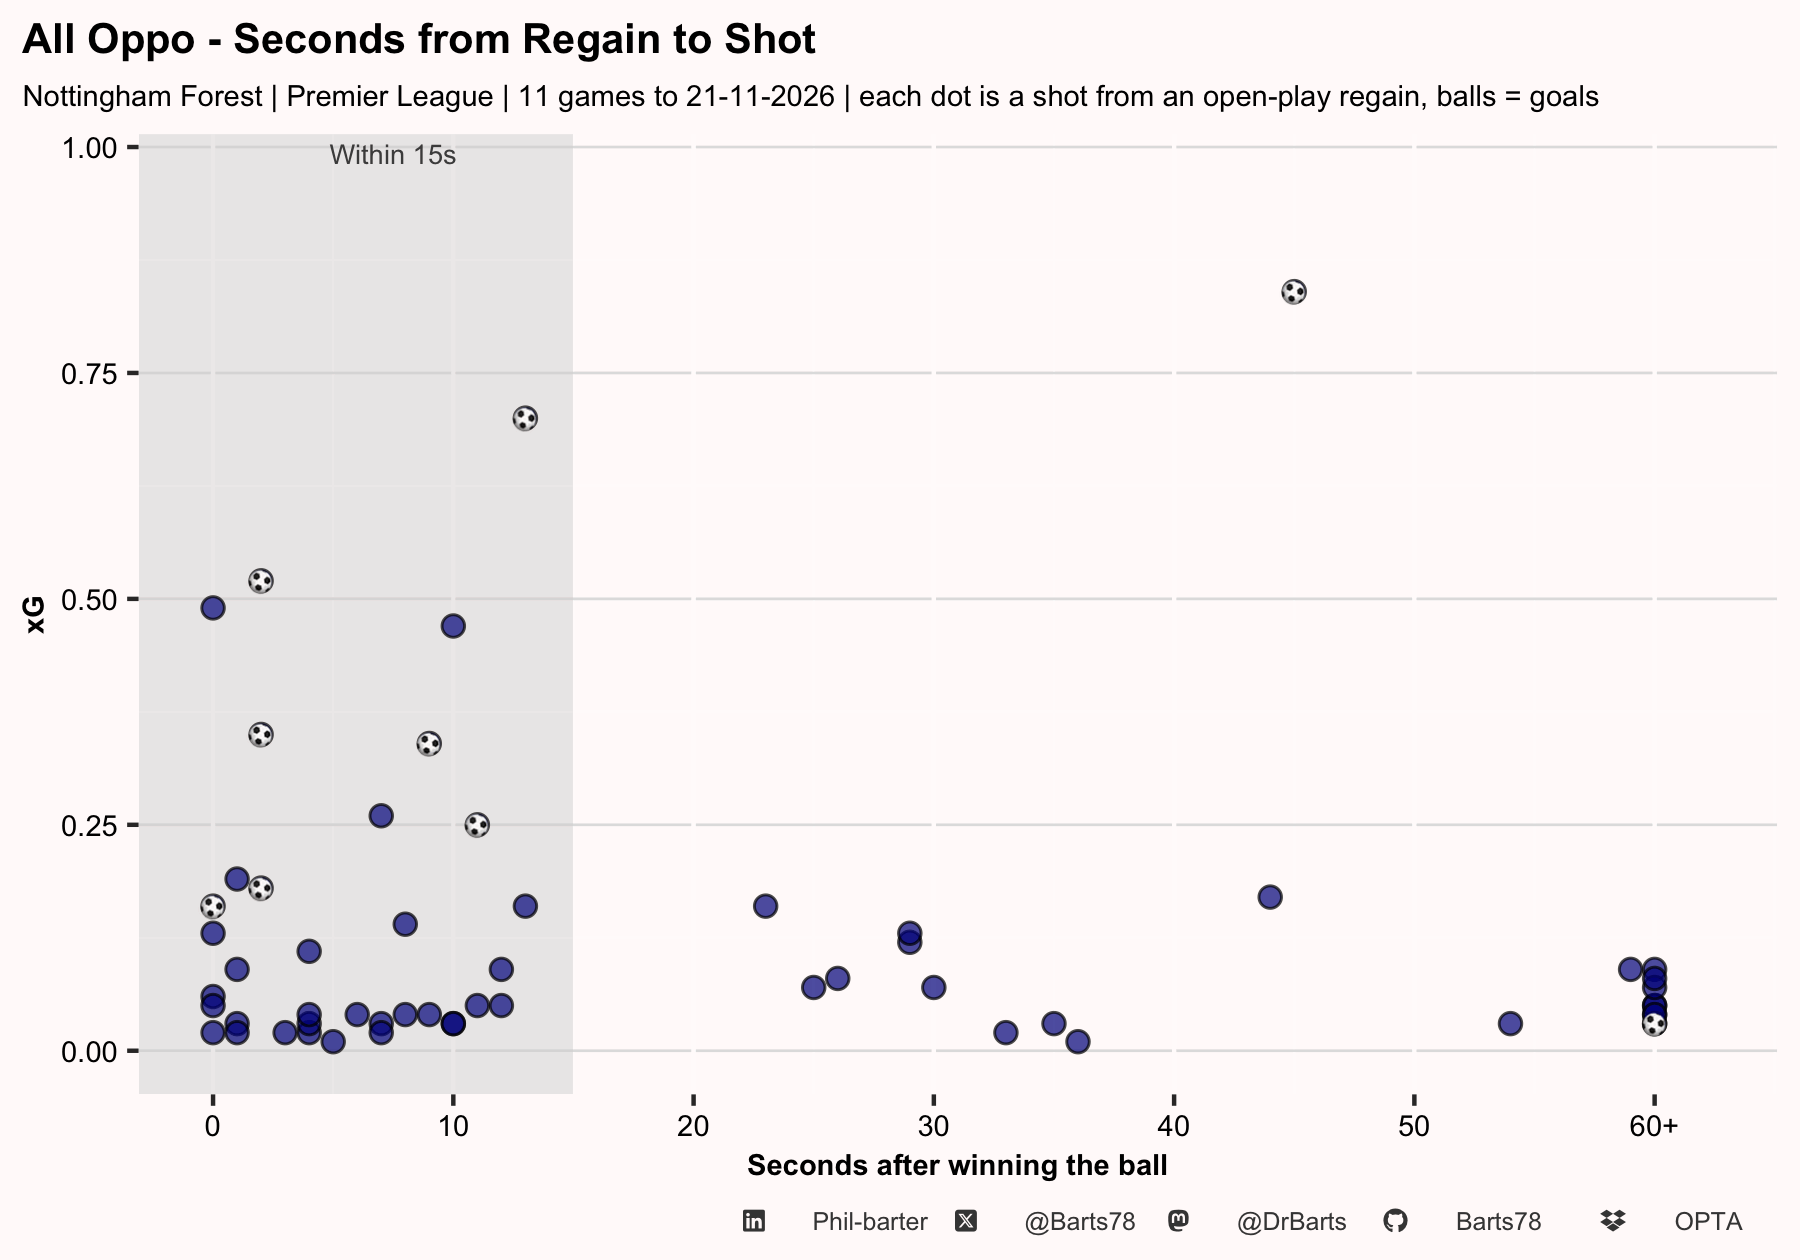 All Oppo - Seconds from Regain to Shot
Nottingham Forest | Premier League | 11 games to 21-11-2026 | each dot is a shot from an open-play regain, balls = goals
Within 15s
1.00
0.75
0.50
0.25
0.00
xG
0 10 20 30 40 50 60+
Seconds after winning the ball
Phil-barter @Barts78 @DrBarts Barts78 OPTA